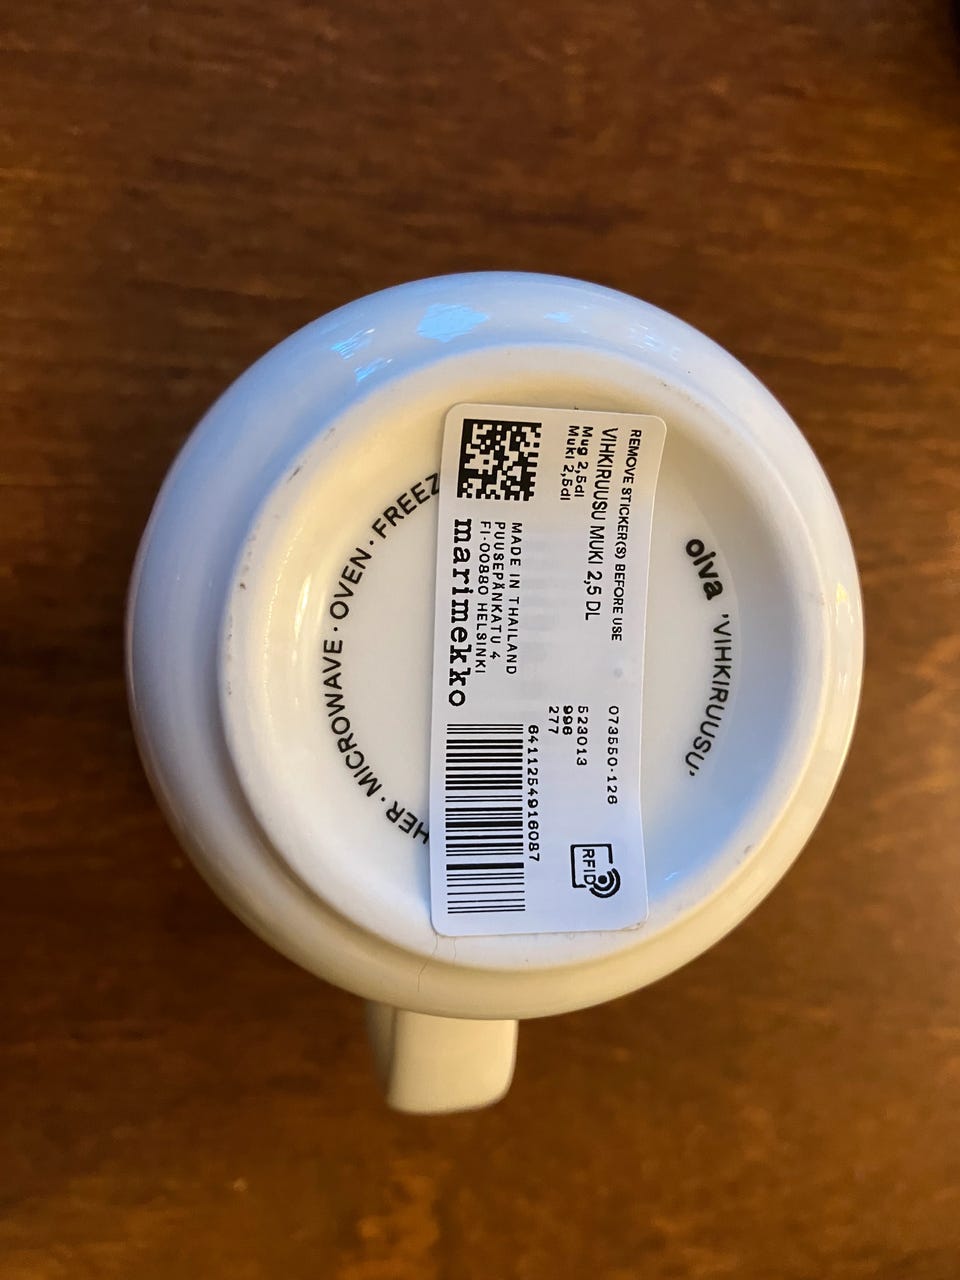 REMOVE STICKER(S) BEFORE USE
VIHKIRUUSU MUKI 2,5 DL
Mug 2,5dl
Muki 2,5dl
073550-126
523013
996
277
RFID
MADE IN THAILAND
PUUSEPÄNKATU 4
FI-00880 HELSINKI
marimekko
6411254916087
oiva 'VIHKIRUUSU'
HER · MICROWAVE · OVEN · FREEZ